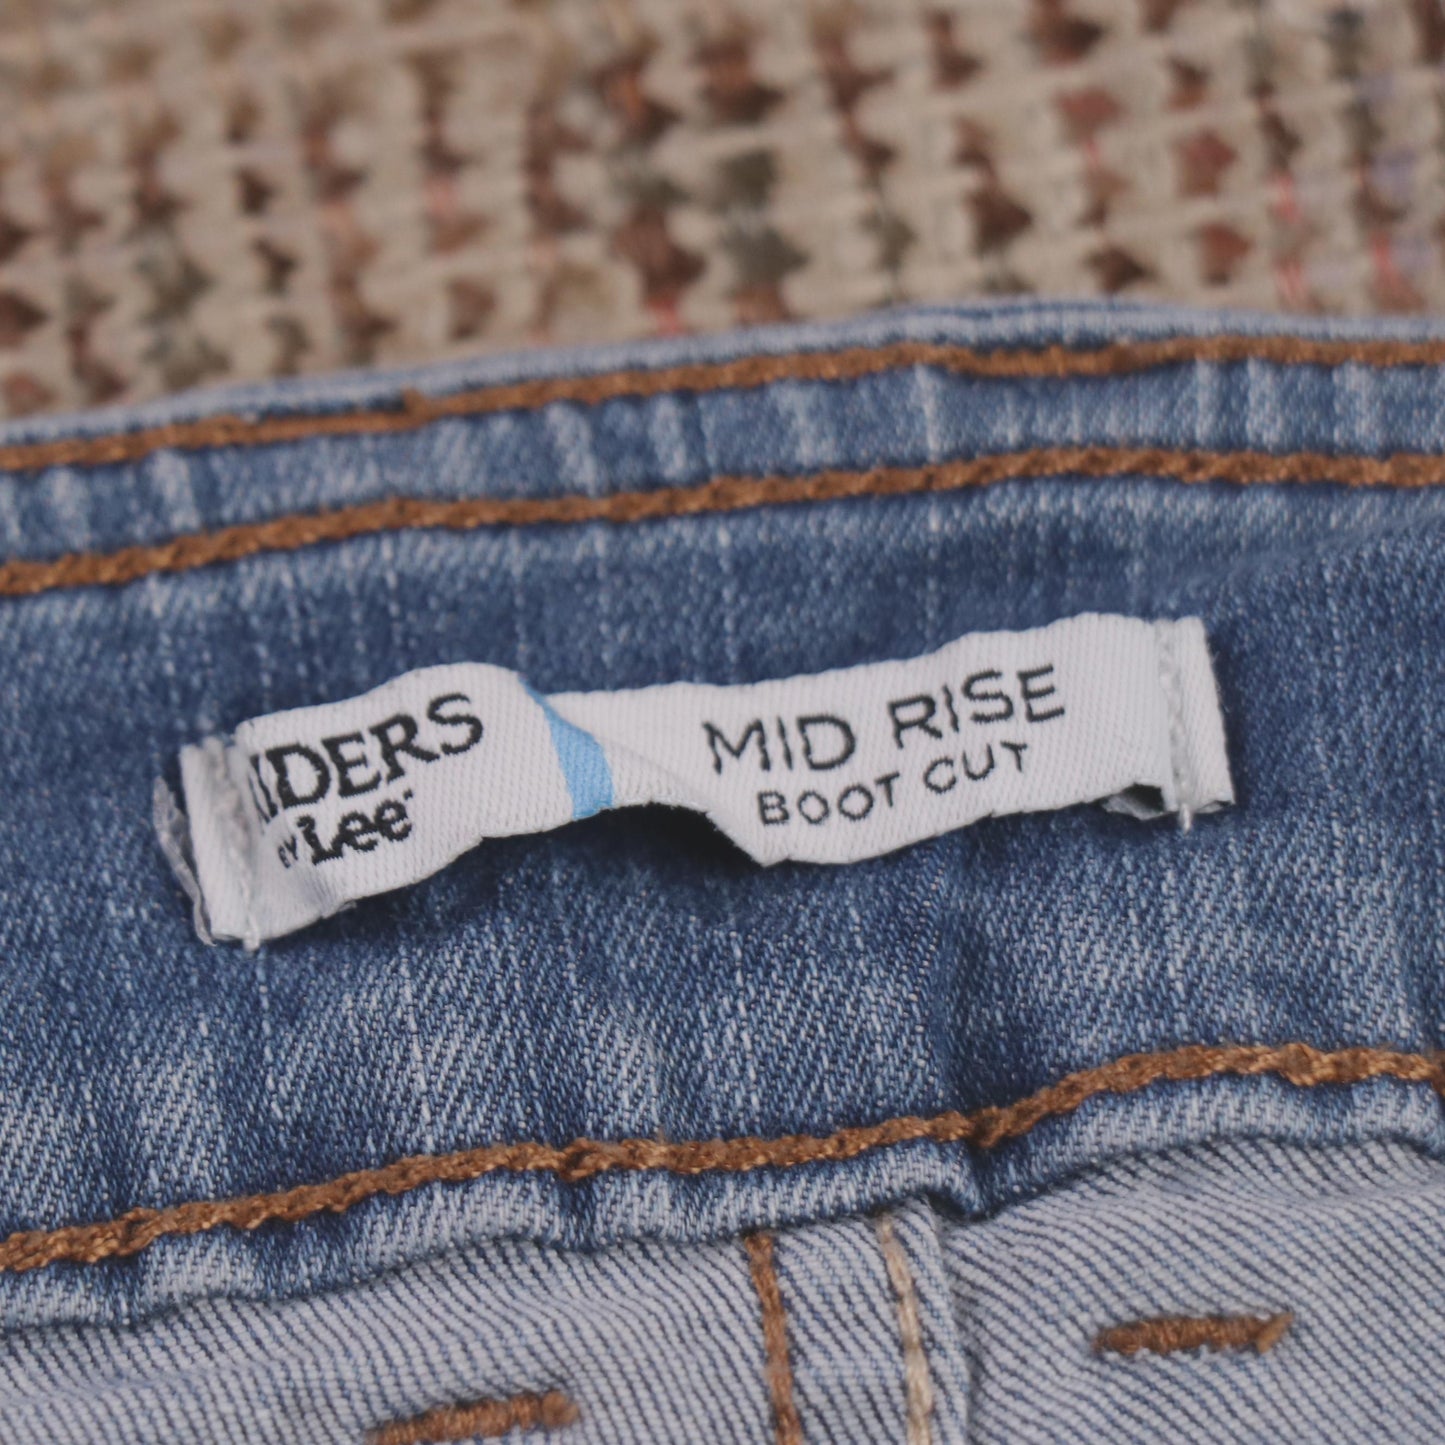 IDERS
BY Lee
MID RISE
BOOT CUT